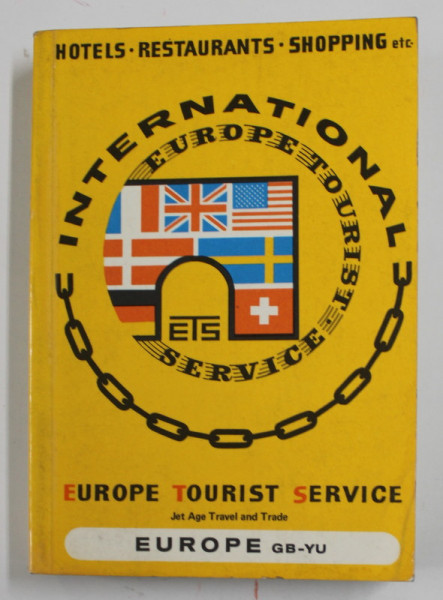 HOTELS · RESTAURANTS · SHOPPING etc.
INTERNATIONAL
EUROPE TOURIST · SERVICE ·
ETS
EUROPE TOURIST SERVICE
Jet Age Travel and Trade
EUROPE GB-YU